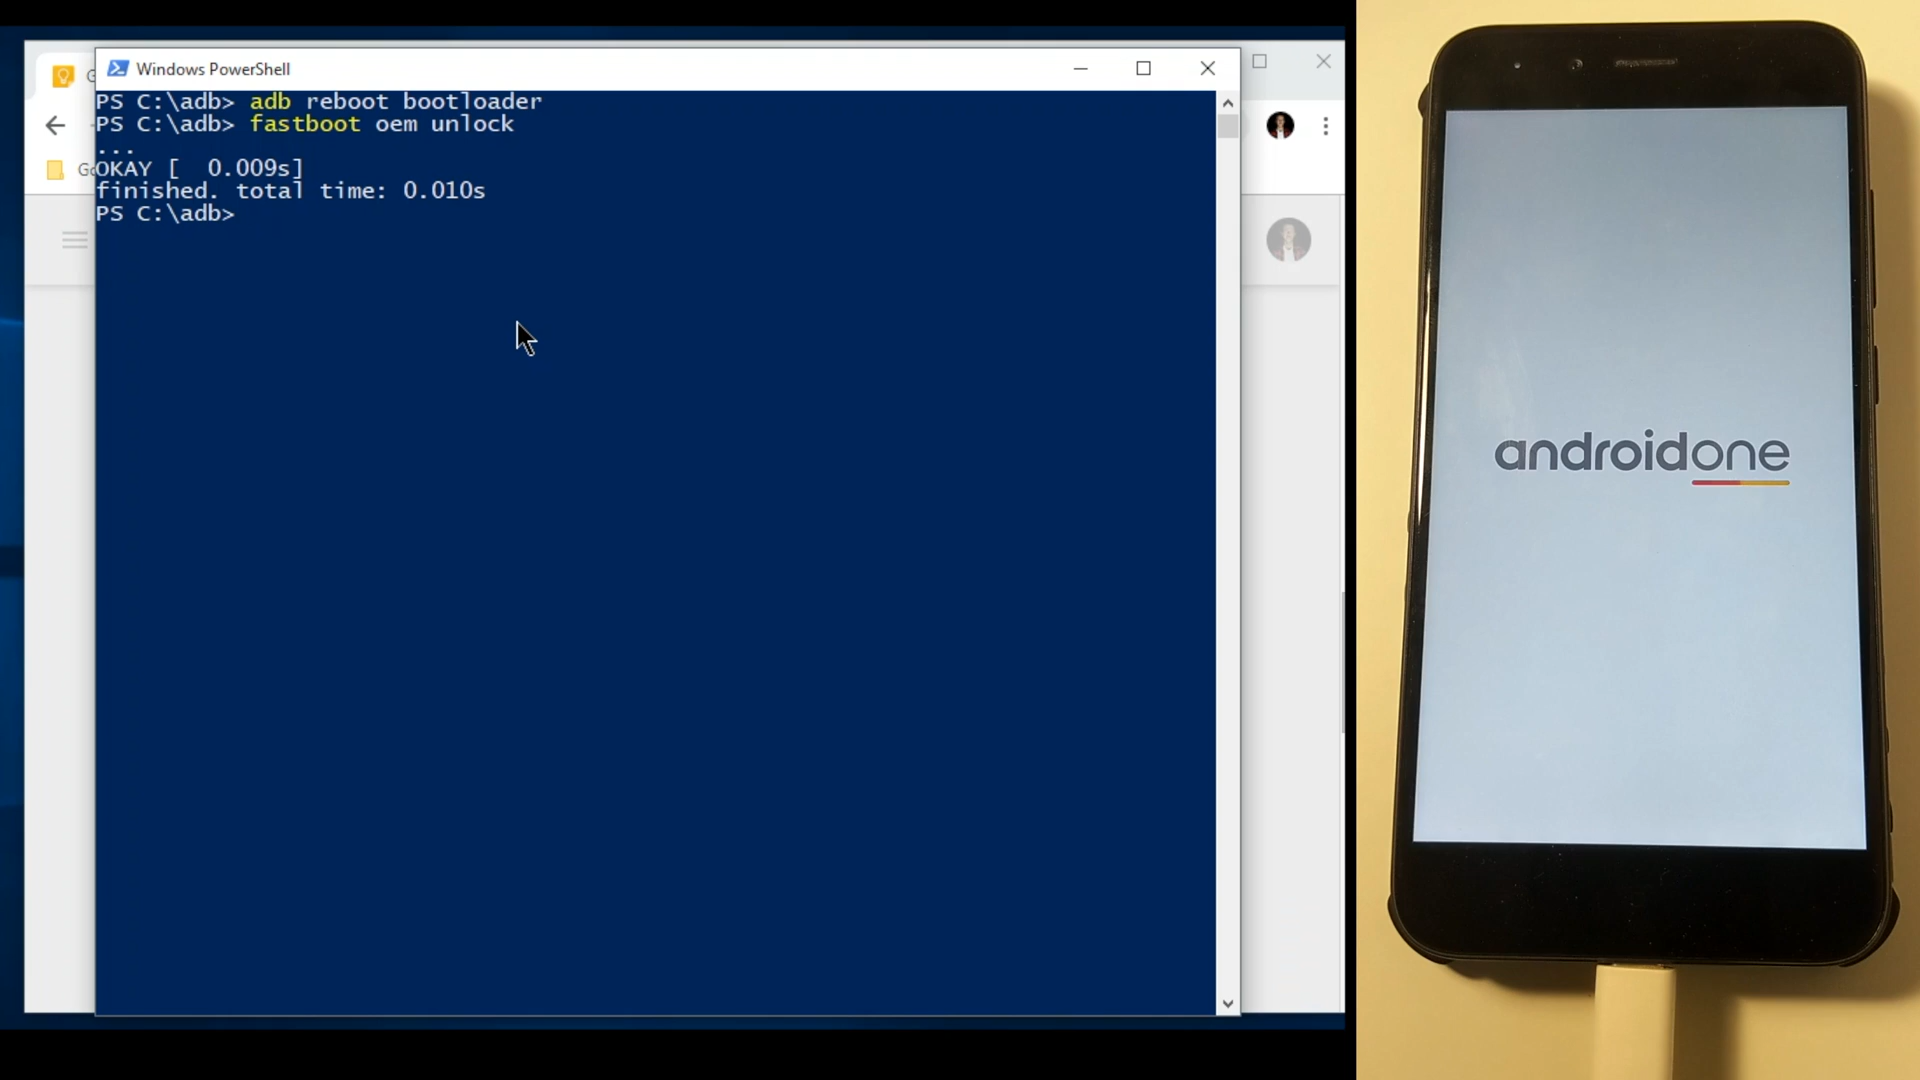 Windows PowerShell
PS C:\adb> adb reboot bootloader
PS C:\adb> fastboot oem unlock
...
OKAY [  0.009s]
finished. total time: 0.010s
PS C:\adb>
G
Go
androidone